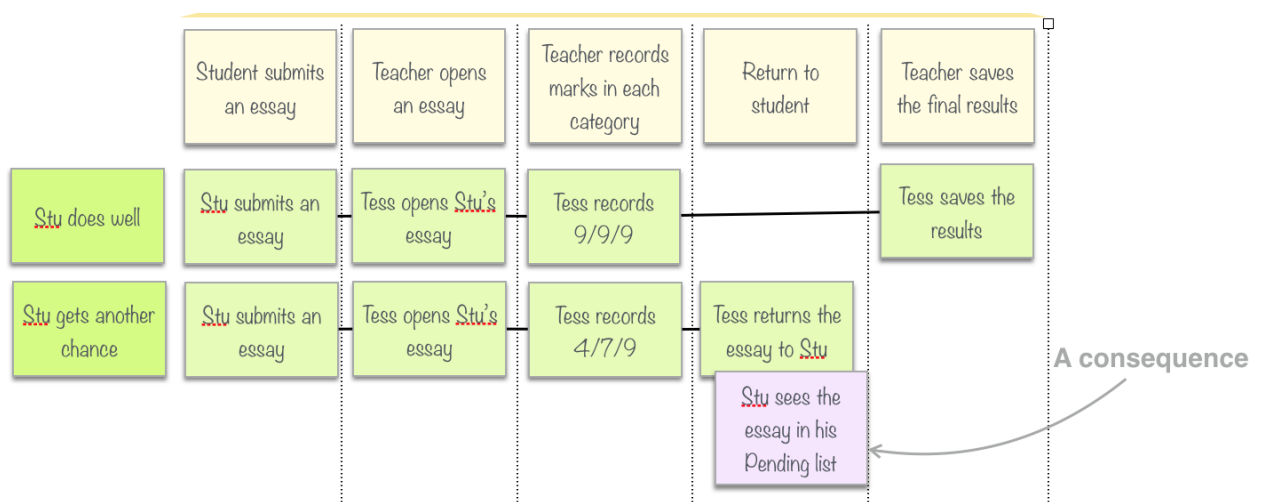 Student submits
an essay
Teacher opens
an essay
Teacher records
marks in each
category
Return to
student
Teacher saves
the final results
Stu does well
Stu submits an
essay
Tess opens Stu's
essay
Tess records
9/9/9
Tess saves the
results
Stu gets another
chance
Stu submits an
essay
Tess opens Stu's
essay
Tess records
4/7/9
Tess returns the
essay to Stu
Stu sees the
essay in his
Pending list
A consequence